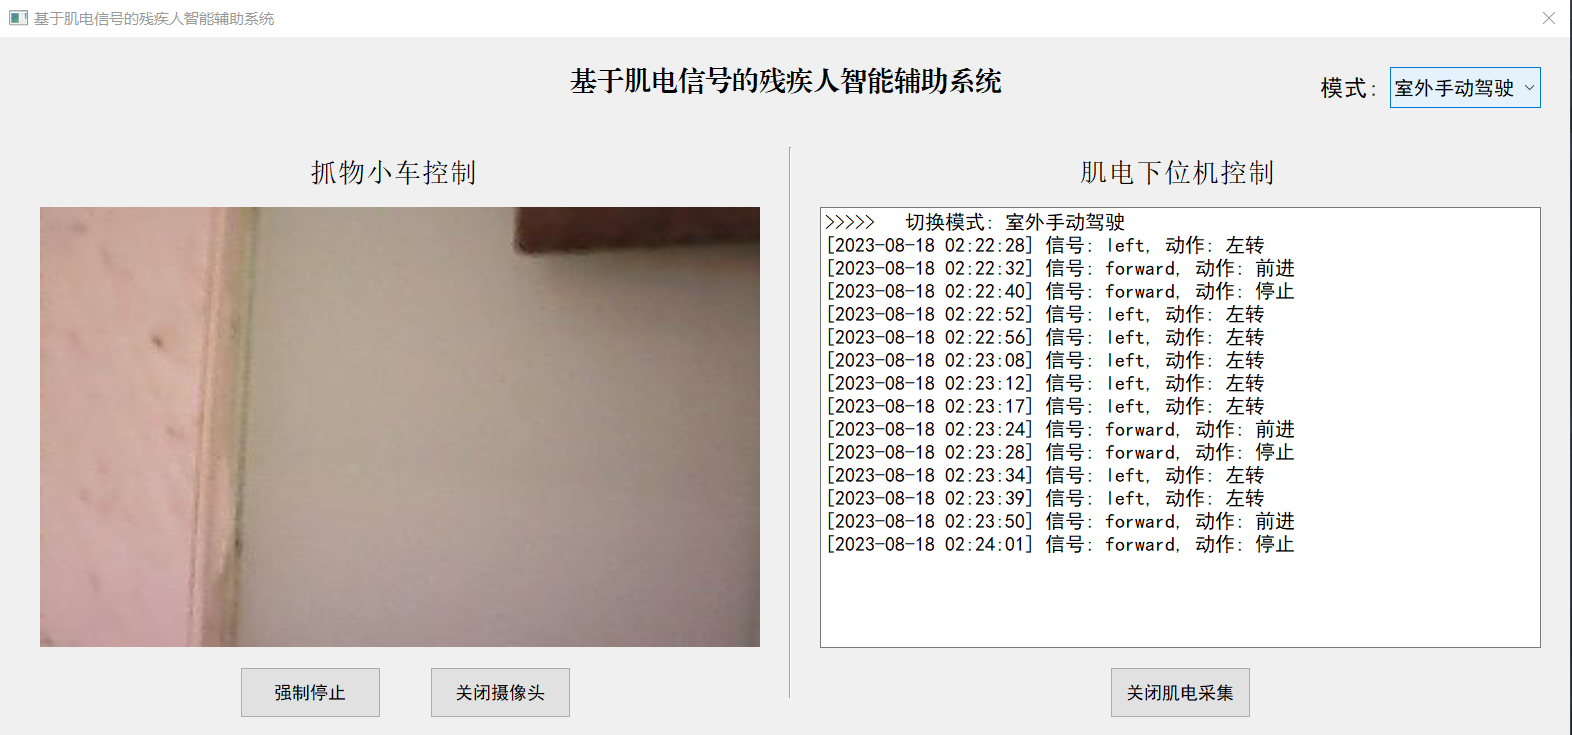 基于肌电信号的残疾人智能辅助系统
基于肌电信号的残疾人智能辅助系统
模式: 室外手动驾驶
抓物小车控制
肌电下位机控制
>>>>> 切换模式: 室外手动驾驶
[2023-08-18 02:22:28] 信号: left, 动作: 左转
[2023-08-18 02:22:32] 信号: forward, 动作: 前进
[2023-08-18 02:22:40] 信号: forward, 动作: 停止
[2023-08-18 02:22:52] 信号: left, 动作: 左转
[2023-08-18 02:22:56] 信号: left, 动作: 左转
[2023-08-18 02:23:08] 信号: left, 动作: 左转
[2023-08-18 02:23:12] 信号: left, 动作: 左转
[2023-08-18 02:23:17] 信号: left, 动作: 左转
[2023-08-18 02:23:24] 信号: forward, 动作: 前进
[2023-08-18 02:23:28] 信号: forward, 动作: 停止
[2023-08-18 02:23:34] 信号: left, 动作: 左转
[2023-08-18 02:23:39] 信号: left, 动作: 左转
[2023-08-18 02:23:50] 信号: forward, 动作: 前进
[2023-08-18 02:24:01] 信号: forward, 动作: 停止
强制停止
关闭摄像头
关闭肌电采集